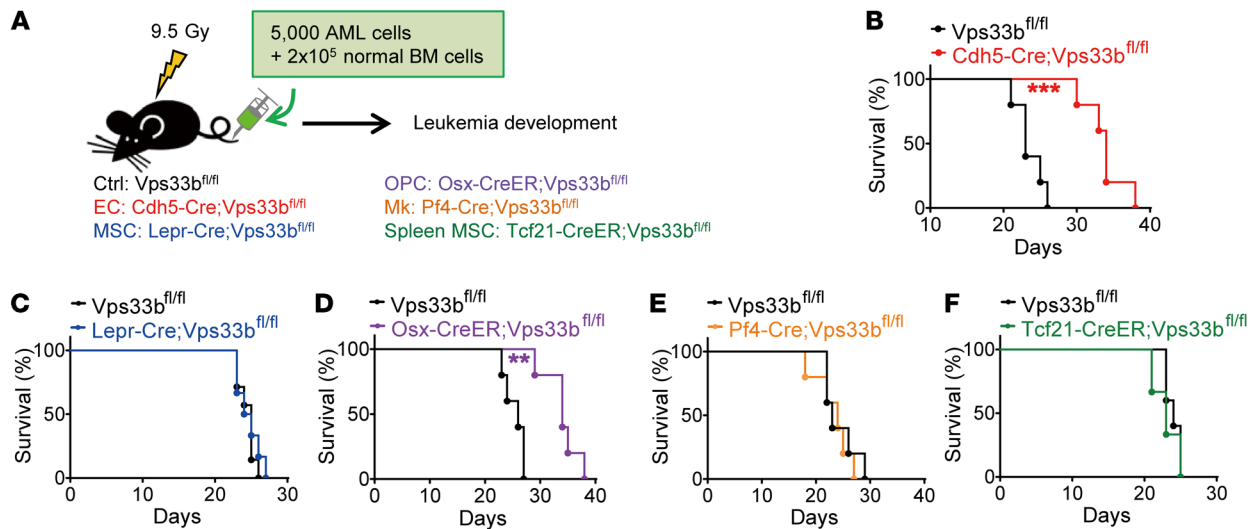 A
9.5 Gy
5,000 AML cells
+ 2x10⁵ normal BM cells
Leukemia development
Ctrl: Vps33b^fl/fl
EC: Cdh5-Cre;Vps33b^fl/fl
MSC: Lepr-Cre;Vps33b^fl/fl
OPC: Osx-CreER;Vps33b^fl/fl
Mk: Pf4-Cre;Vps33b^fl/fl
Spleen MSC: Tcf21-CreER;Vps33b^fl/fl
B
Vps33b^fl/fl
Cdh5-Cre;Vps33b^fl/fl
Survival (%)
100
50
0
***
10 20 30 40
Days
C
Vps33b^fl/fl
Lepr-Cre;Vps33b^fl/fl
Survival (%)
100
50
0
0 10 20 30
Days
D
Vps33b^fl/fl
Osx-CreER;Vps33b^fl/fl
Survival (%)
100
50
0
**
0 10 20 30 40
Days
E
Vps33b^fl/fl
Pf4-Cre;Vps33b^fl/fl
Survival (%)
100
50
0
0 10 20 30
Days
F
Vps33b^fl/fl
Tcf21-CreER;Vps33b^fl/fl
Survival (%)
100
50
0
0 10 20 30
Days